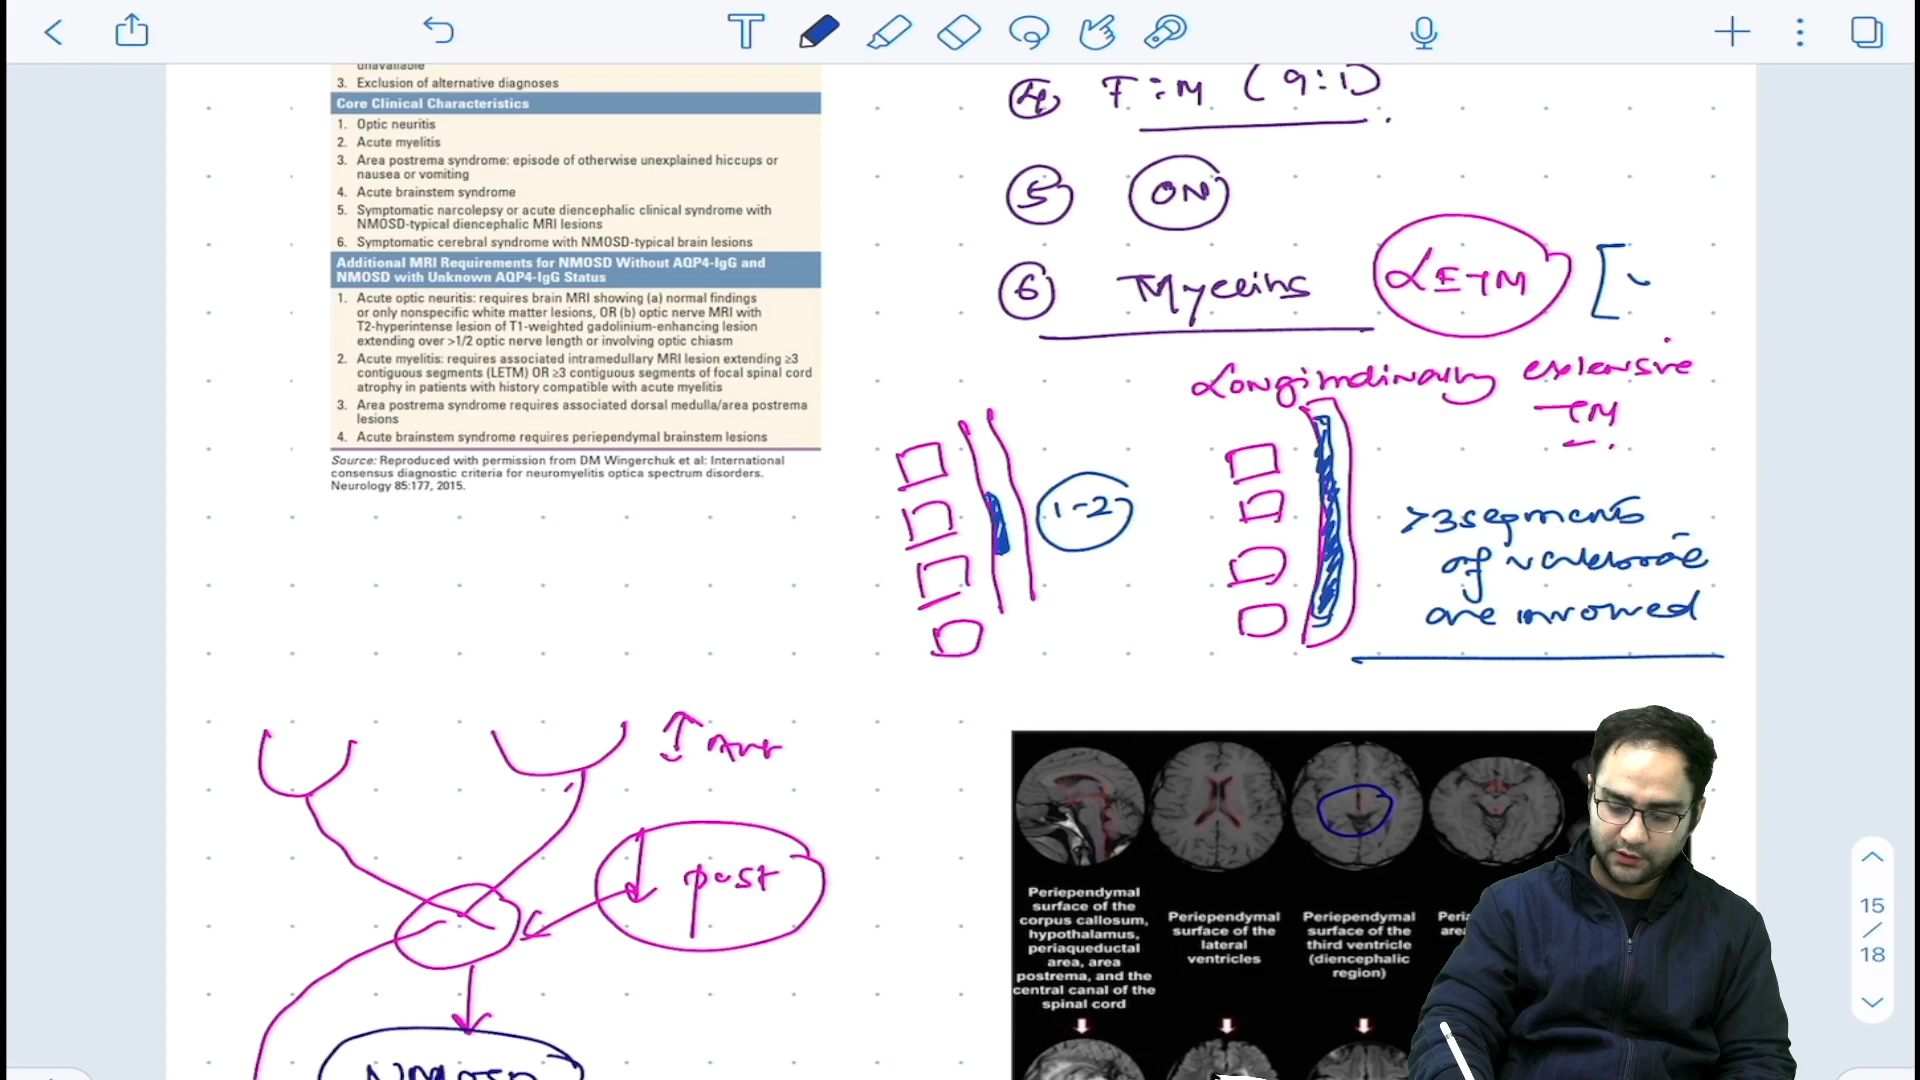 3. Exclusion of alternative diagnoses
Core Clinical Characteristics
1. Optic neuritis
2. Acute myelitis
3. Area postrema syndrome: episode of otherwise unexplained hiccups or
nausea or vomiting
4. Acute brainstem syndrome
5. Symptomatic narcolepsy or acute diencephalic clinical syndrome with
NMOSD-typical diencephalic MRI lesions
6. Symptomatic cerebral syndrome with NMOSD-typical brain lesions
Additional MRI Requirements for NMOSD Without AQP4-IgG and
NMOSD with Unknown AQP4-IgG Status
1. Acute optic neuritis: requires brain MRI showing (a) normal findings
or only nonspecific white matter lesions, OR (b) optic nerve MRI with
T2-hyperintense lesion of T1-weighted gadolinium-enhancing lesion
extending over >1/2 optic nerve length or involving optic chiasm
2. Acute myelitis: requires associated intramedullary MRI lesion extending ≥3
contiguous segments (LETM) OR ≥3 contiguous segments of focal spinal cord
atrophy in patients with history compatible with acute myelitis
3. Area postrema syndrome requires associated dorsal medulla/area postrema
lesions
4. Acute brainstem syndrome requires periependymal brainstem lesions
Source: Reproduced with permission from DM Wingerchuk et al: International
consensus diagnostic criteria for neuromyelitis optica spectrum disorders.
Neurology 85:177, 2015.
4 F:M (9:1)
5 ON
6 LETM
Longitudinally extensive
TM
1-2
>3 segments
of
are involved
Ant
post
NMOSD
Periependymal
surface of the
corpus callosum,
hypothalamus,
periaqueductal
area, area
postrema, and the
central canal of the
spinal cord
Periependymal
surface of the
lateral
ventricles
Periependymal
surface of the
third ventricle
(diencephalic
region)
15
/
18